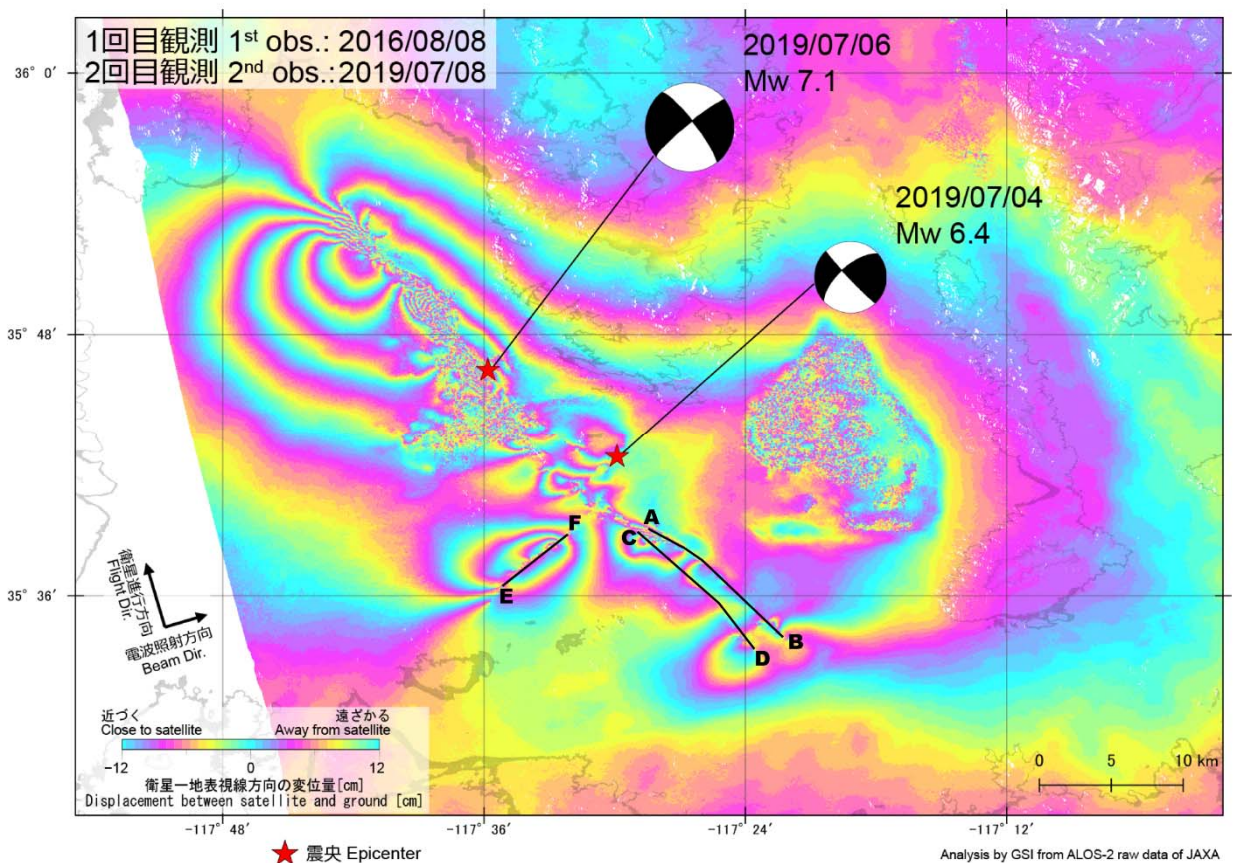 1回目観測 1st obs.: 2016/08/08
2回目観測 2nd obs.: 2019/07/08
2019/07/06
Mw 7.1
2019/07/04
Mw 6.4
36° 0′
35° 48′
35° 36′
A
C
F
E
B
D
衛星進行方向
Flight Dir.
電波照射方向
Beam Dir.
近づく 遠ざかる
Close to satellite Away from satellite
-12 0 12
衛星ー地表視線方向の変位量[cm]
Displacement between satellite and ground [cm]
0 5 10 km
-117° 48′ -117° 36′ -117° 24′ -117° 12′
震央 Epicenter
Analysis by GSI from ALOS-2 raw data of JAXA